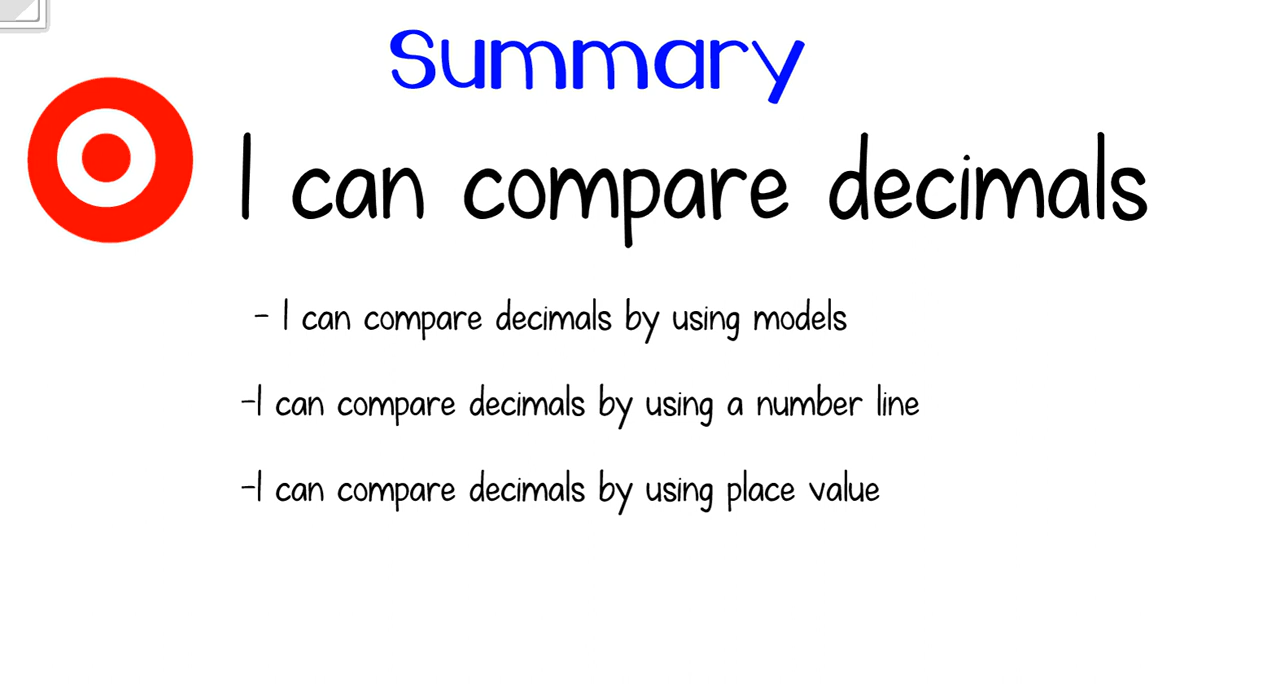 Summary
I can compare decimals
- I can compare decimals by using models
-I can compare decimals by using a number line
-I can compare decimals by using place value